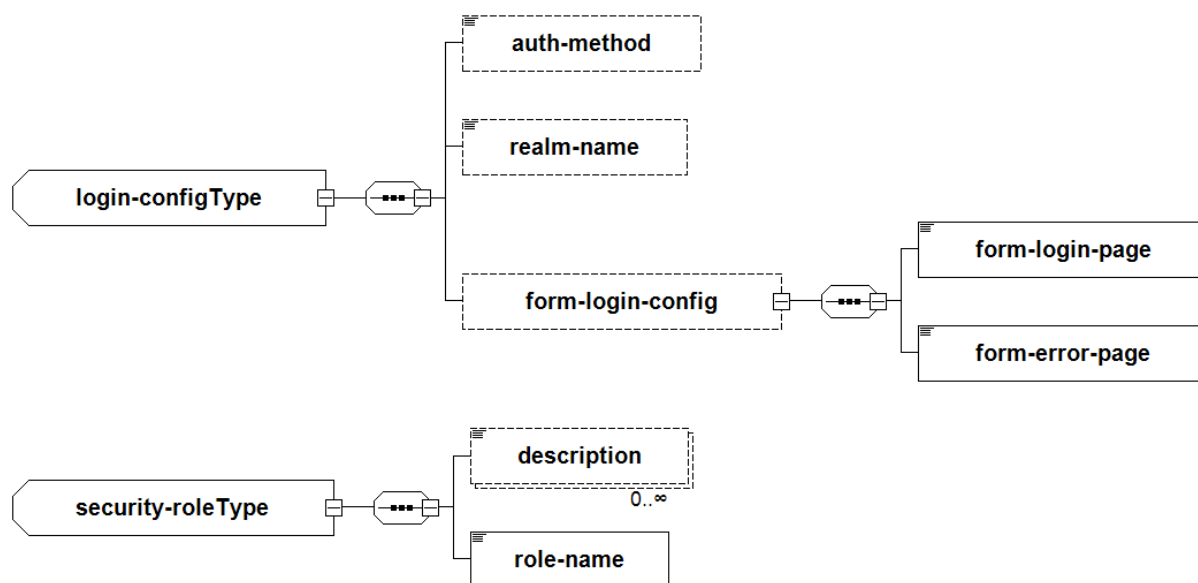 auth-method
realm-name
login-configType
form-login-config
form-login-page
form-error-page
description
0..∞
security-roleType
role-name